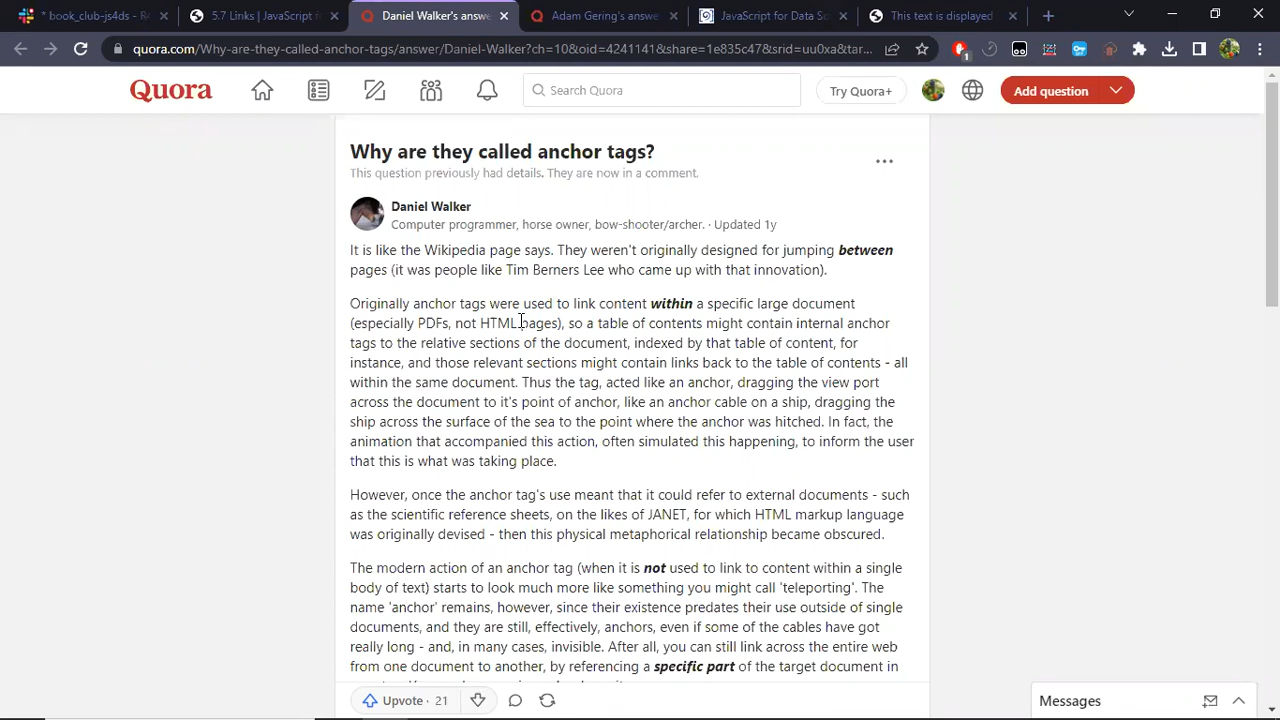 * book_club-js4ds - R
5.7 Links | JavaScript f
Daniel Walker's answe
Adam Gering's answe
JavaScript for Data Sc
This text is displayed
quora.com/Why-are-they-called-anchor-tags/answer/Daniel-Walker?ch=10&oid=4241141&share=1e835c47&srid=uu0xa&tar...
1
Quora
Search Quora
Try Quora+
Add question
Why are they called anchor tags?
This question previously had details. They are now in a comment.
Daniel Walker
Computer programmer, horse owner, bow-shooter/archer. · Updated 1y
It is like the Wikipedia page says. They weren't originally designed for jumping between
pages (it was people like Tim Berners Lee who came up with that innovation).
Originally anchor tags were used to link content within a specific large document
(especially PDFs, not HTML pages), so a table of contents might contain internal anchor
tags to the relative sections of the document, indexed by that table of content, for
instance, and those relevant sections might contain links back to the table of contents - all
within the same document. Thus the tag, acted like an anchor, dragging the view port
across the document to it's point of anchor, like an anchor cable on a ship, dragging the
ship across the surface of the sea to the point where the anchor was hitched. In fact, the
animation that accompanied this action, often simulated this happening, to inform the user
that this is what was taking place.
However, once the anchor tag's use meant that it could refer to external documents - such
as the scientific reference sheets, on the likes of JANET, for which HTML markup language
was originally devised - then this physical metaphorical relationship became obscured.
The modern action of an anchor tag (when it is not used to link to content within a single
body of text) starts to look much more like something you might call 'teleporting'. The
name 'anchor' remains, however, since their existence predates their use outside of single
documents, and they are still, effectively, anchors, even if some of the cables have got
really long - and, in many cases, invisible. After all, you can still link across the entire web
from one document to another, by referencing a specific part of the target document in
Upvote · 21
Messages